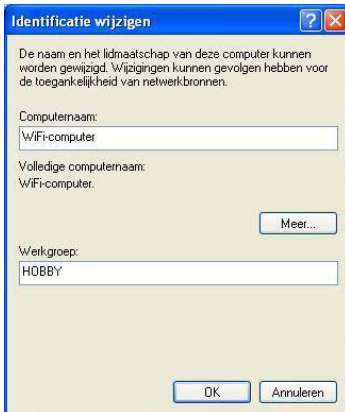 Identificatie wijzigen
De naam en het lidmaatschap van deze computer kunnen
worden gewijzigd. Wijzigingen kunnen gevolgen hebben voor
de toegankelijkheid van netwerkbronnen.
Computernaam:
WiFi-computer
Volledige computernaam:
WiFi-computer.
Meer...
Werkgroep:
HOBBY
OK
Annuleren